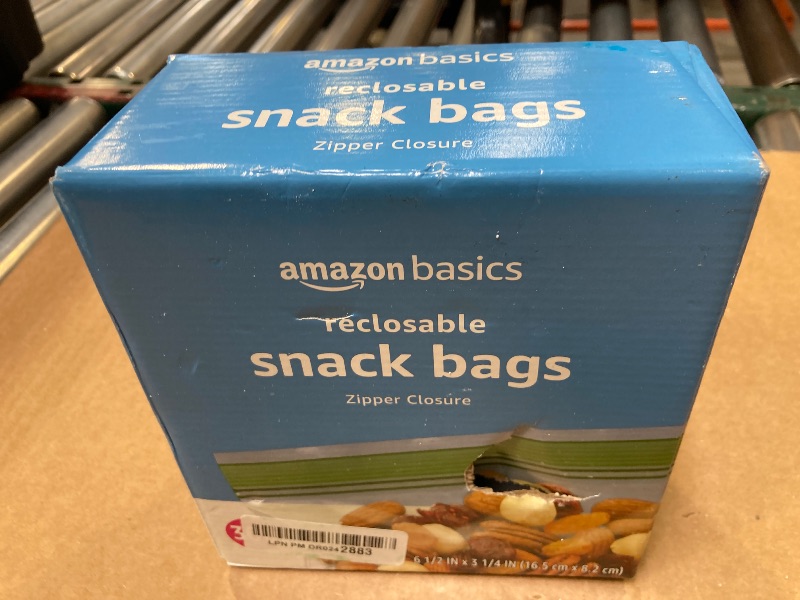 amazon basics
reclosable
snack bags
Zipper Closure
amazon basics
reclosable
snack bags
Zipper Closure
LPN PM DR0242883
6 1/2 IN x 3 1/4 IN (16.5 cm x 8.2 cm)